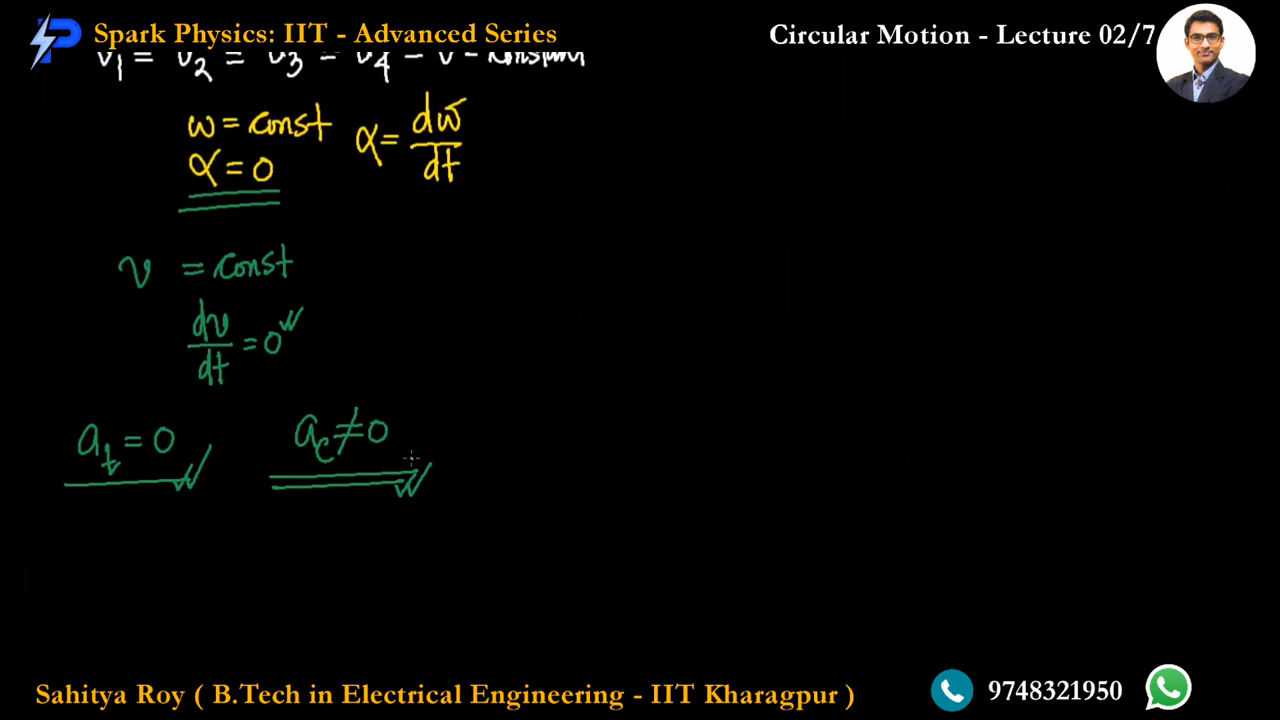 Spark Physics: IIT - Advanced Series
Circular Motion - Lecture 02/7
v₁ = v₂ = v₃ = v₄ = v = constant
ω = const
α = 0
α = dω/dt
v = const
dv/dt = 0
aₜ = 0
a_c ≠ 0
Sahitya Roy ( B.Tech in Electrical Engineering - IIT Kharagpur )
9748321950